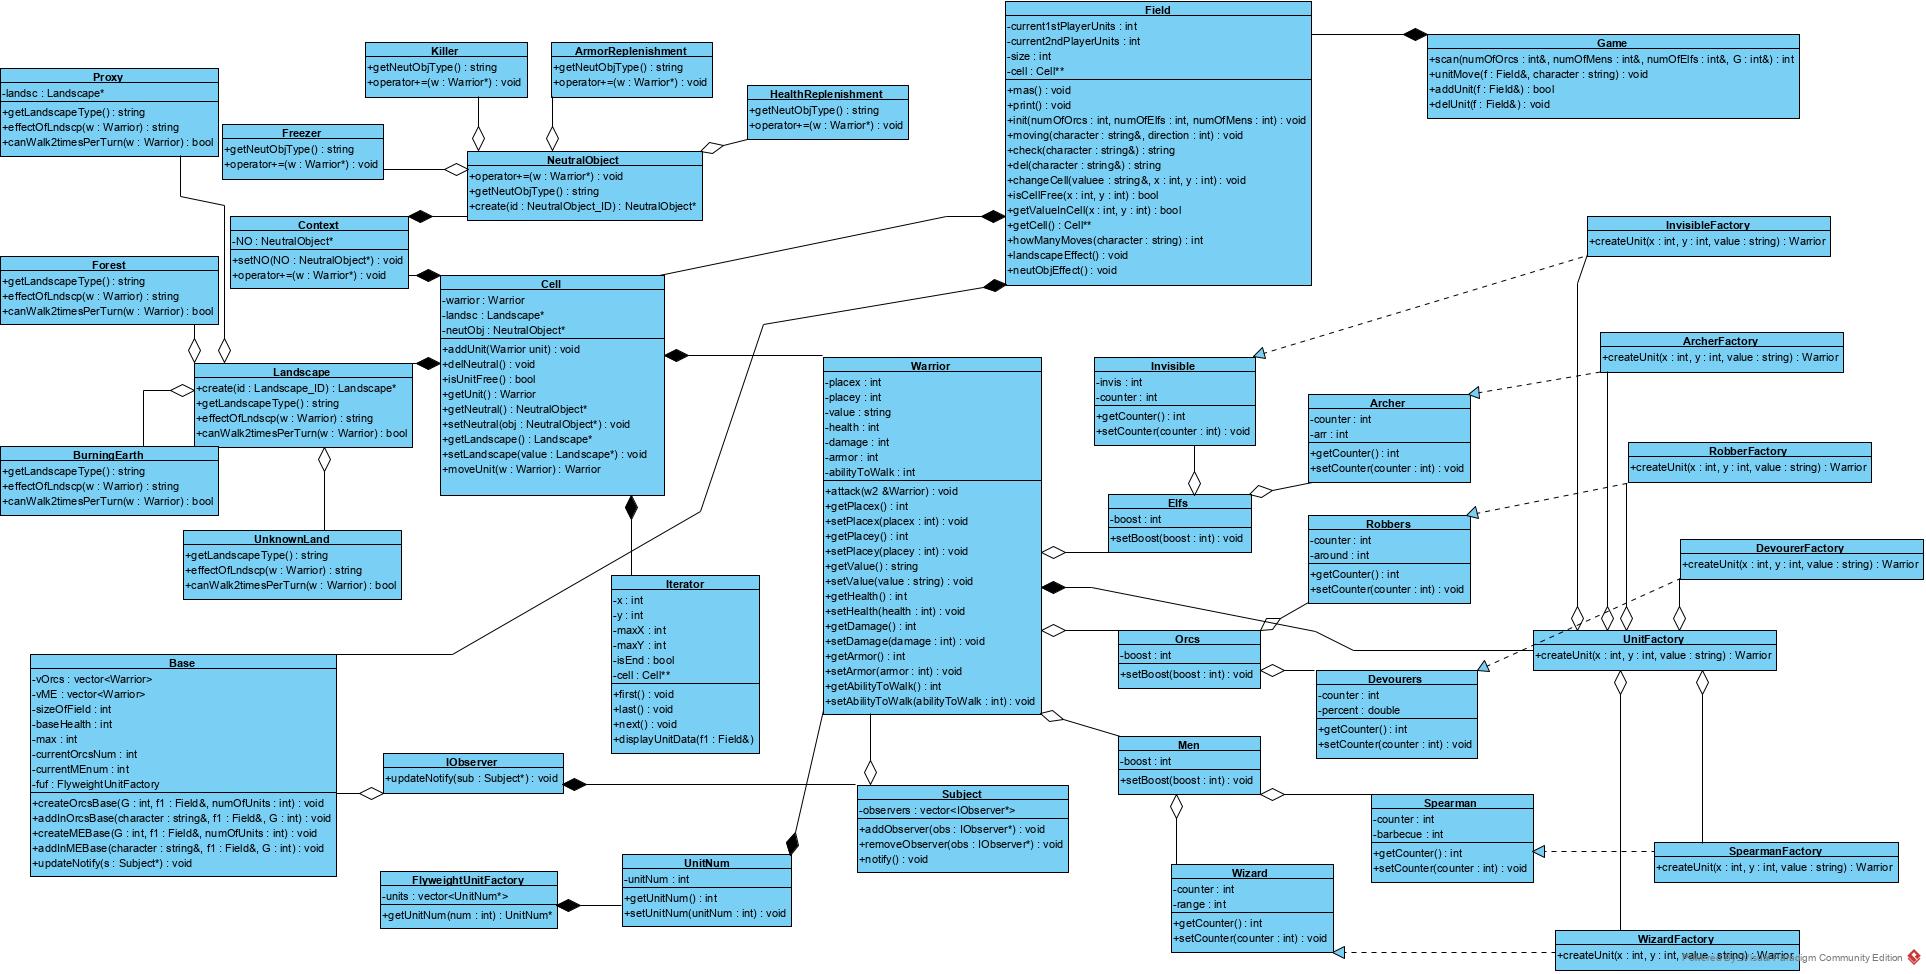 Field
-current1stPlayerUnits : int
-current2ndPlayerUnits : int
-size : int
-cell : Cell**
+mas() : void
+print() : void
+init(numOfOrcs : int, numOfElfs : int, numOfMens : int) : void
+moving(character : string&, direction : int) : void
+check(character : string&) : string
+del(character : string&) : string
+changeCell(valuee : string&, x : int, y : int) : void
+isCellFree(x : int, y : int) : bool
+getValueInCell(x : int, y : int) : bool
+getCell() : Cell**
+howManyMoves(character : string) : int
+landscapeEffect() : void
+neutObjEffect() : void
Game
+scan(numOfOrcs : int&, numOfMens : int&, numOfElfs : int&, G : int&) : int
+unitMove(f : Field&, character : string) : void
+addUnit(f : Field&) : bool
+delUnit(f : Field&) : void
Killer
+getNeutObjType() : string
+operator+=(w : Warrior*) : void
ArmorReplenishment
+getNeutObjType() : string
+operator+=(w : Warrior*) : void
HealthReplenishment
+getNeutObjType() : string
+operator+=(w : Warrior*) : void
Proxy
-landsc : Landscape*
+getLandscapeType() : string
+effectOfLndscp(w : Warrior) : string
+canWalk2timesPerTurn(w : Warrior) : bool
Freezer
+getNeutObjType() : string
+operator+=(w : Warrior*) : void
NeutralObject
+operator+=(w : Warrior*) : void
+getNeutObjType() : string
+create(id : NeutralObject_ID) : NeutralObject*
Context
-NO : NeutralObject*
+setNO(NO : NeutralObject*) : void
+operator+=(w : Warrior*) : void
Forest
+getLandscapeType() : string
+effectOfLndscp(w : Warrior) : string
+canWalk2timesPerTurn(w : Warrior) : bool
Cell
-warrior : Warrior
-landsc : Landscape*
-neutObj : NeutralObject*
+addUnit(Warrior unit) : void
+delNeutral() : void
+isUnitFree() : bool
+getUnit() : Warrior
+getNeutral() : NeutralObject*
+setNeutral(obj : NeutralObject*) : void
+getLandscape() : Landscape*
+setLandscape(value : Landscape*) : void
+moveUnit(w : Warrior) : Warrior
Landscape
+create(id : Landscape_ID) : Landscape*
+getLandscapeType() : string
+effectOfLndscp(w : Warrior) : string
+canWalk2timesPerTurn(w : Warrior) : bool
BurningEarth
+getLandscapeType() : string
+effectOfLndscp(w : Warrior) : string
+canWalk2timesPerTurn(w : Warrior) : bool
UnknownLand
+getLandscapeType() : string
+effectOfLndscp(w : Warrior) : string
+canWalk2timesPerTurn(w : Warrior) : bool
Warrior
-placex : int
-placey : int
-value : string
-health : int
-damage : int
-armor : int
-abilityToWalk : int
+attack(w2 &Warrior) : void
+getPlacex() : int
+setPlacex(placex : int) : void
+getPlacey() : int
+setPlacey(placey : int) : void
+getValue() : string
+setValue(value : string) : void
+getHealth() : int
+setHealth(health : int) : void
+getDamage() : int
+setDamage(damage : int) : void
+getArmor() : int
+setArmor(armor : int) : void
+getAbilityToWalk() : int
+setAbilityToWalk(abilityToWalk : int) : void
InvisibleFactory
+createUnit(x : int, y : int, value : string) : Warrior
ArcherFactory
+createUnit(x : int, y : int, value : string) : Warrior
Invisible
-invis : int
-counter : int
+getCounter() : int
+setCounter(counter : int) : void
Archer
-counter : int
-arr : int
+getCounter() : int
+setCounter(counter : int) : void
RobberFactory
+createUnit(x : int, y : int, value : string) : Warrior
Elfs
-boost : int
+setBoost(boost : int) : void
Robbers
-counter : int
-around : int
+getCounter() : int
+setCounter(counter : int) : void
DevourerFactory
+createUnit(x : int, y : int, value : string) : Warrior
Iterator
-x : int
-y : int
-maxX : int
-maxY : int
-isEnd : bool
-cell : Cell**
+first() : void
+last() : void
+next() : void
+displayUnitData(f1 : Field&)
Orcs
-boost : int
+setBoost(boost : int) : void
UnitFactory
+createUnit(x : int, y : int, value : string) : Warrior
Devourers
-counter : int
-percent : double
+getCounter() : int
+setCounter(counter : int) : void
Base
-vOrcs : vector<Warrior>
-vME : vector<Warrior>
-sizeOfField : int
-baseHealth : int
-max : int
-currentOrcsNum : int
-currentMEnum : int
-fuf : FlyweightUnitFactory
+createOrcsBase(G : int, f1 : Field&, numOfUnits : int) : void
+addInOrcsBase(character : string&, f1 : Field&, G : int) : void
+createMEBase(G : int, f1 : Field&, numOfUnits : int) : void
+addInMEBase(character : string&, f1 : Field&, G : int) : void
+updateNotify(s : Subject*) : void
IObserver
+updateNotify(sub : Subject*) : void
Men
-boost : int
+setBoost(boost : int) : void
Subject
-observers : vector<IObserver*>
+addObserver(obs : IObserver*) : void
+removeObserver(obs : IObserver*) : void
+notify() : void
Spearman
-counter : int
-barbecue : int
+getCounter() : int
+setCounter(counter : int) : void
SpearmanFactory
+createUnit(x : int, y : int, value : string) : Warrior
UnitNum
-unitNum : int
+getUnitNum() : int
+setUnitNum(unitNum : int) : void
FlyweightUnitFactory
-units : vector<UnitNum*>
+getUnitNum(num : int) : UnitNum*
Wizard
-counter : int
-range : int
+getCounter() : int
+setCounter(counter : int) : void
WizardFactory
+createUnit(x : int, y : int, value : string) : Warrior
Powered By Visual Paradigm Community Edition